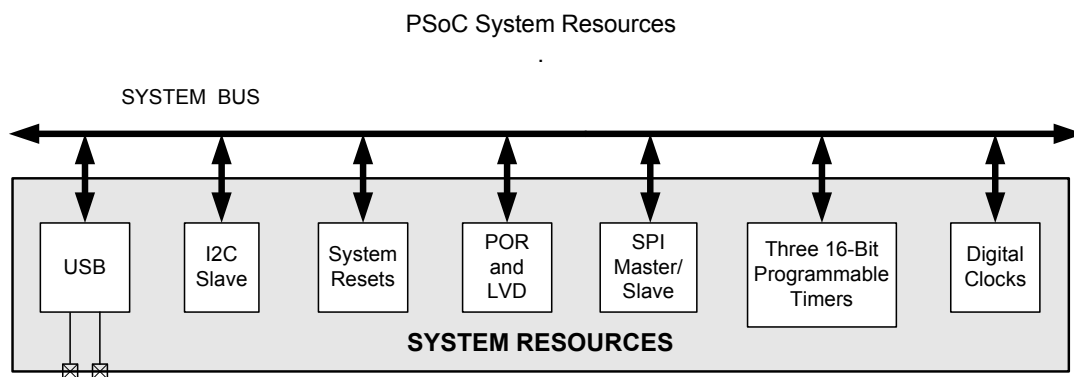 PSoC System Resources
.
SYSTEM BUS
USB
I2C
Slave
System
Resets
POR
and
LVD
SPI
Master/
Slave
Three 16-Bit
Programmable
Timers
Digital
Clocks
SYSTEM RESOURCES